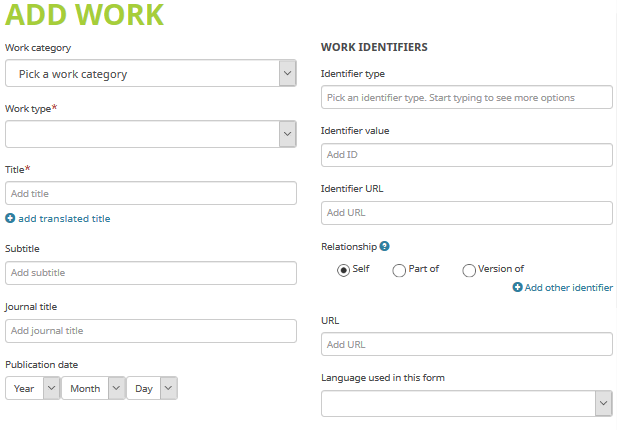 ADD WORK
Work category
Pick a work category
Work type*
Title*
Add title
add translated title
Subtitle
Add subtitle
Journal title
Add journal title
Publication date
Year Month Day
WORK IDENTIFIERS
Identifier type
Pick an identifier type. Start typing to see more options
Identifier value
Add ID
Identifier URL
Add URL
Relationship ?
Self Part of Version of
Add other identifier
URL
Add URL
Language used in this form